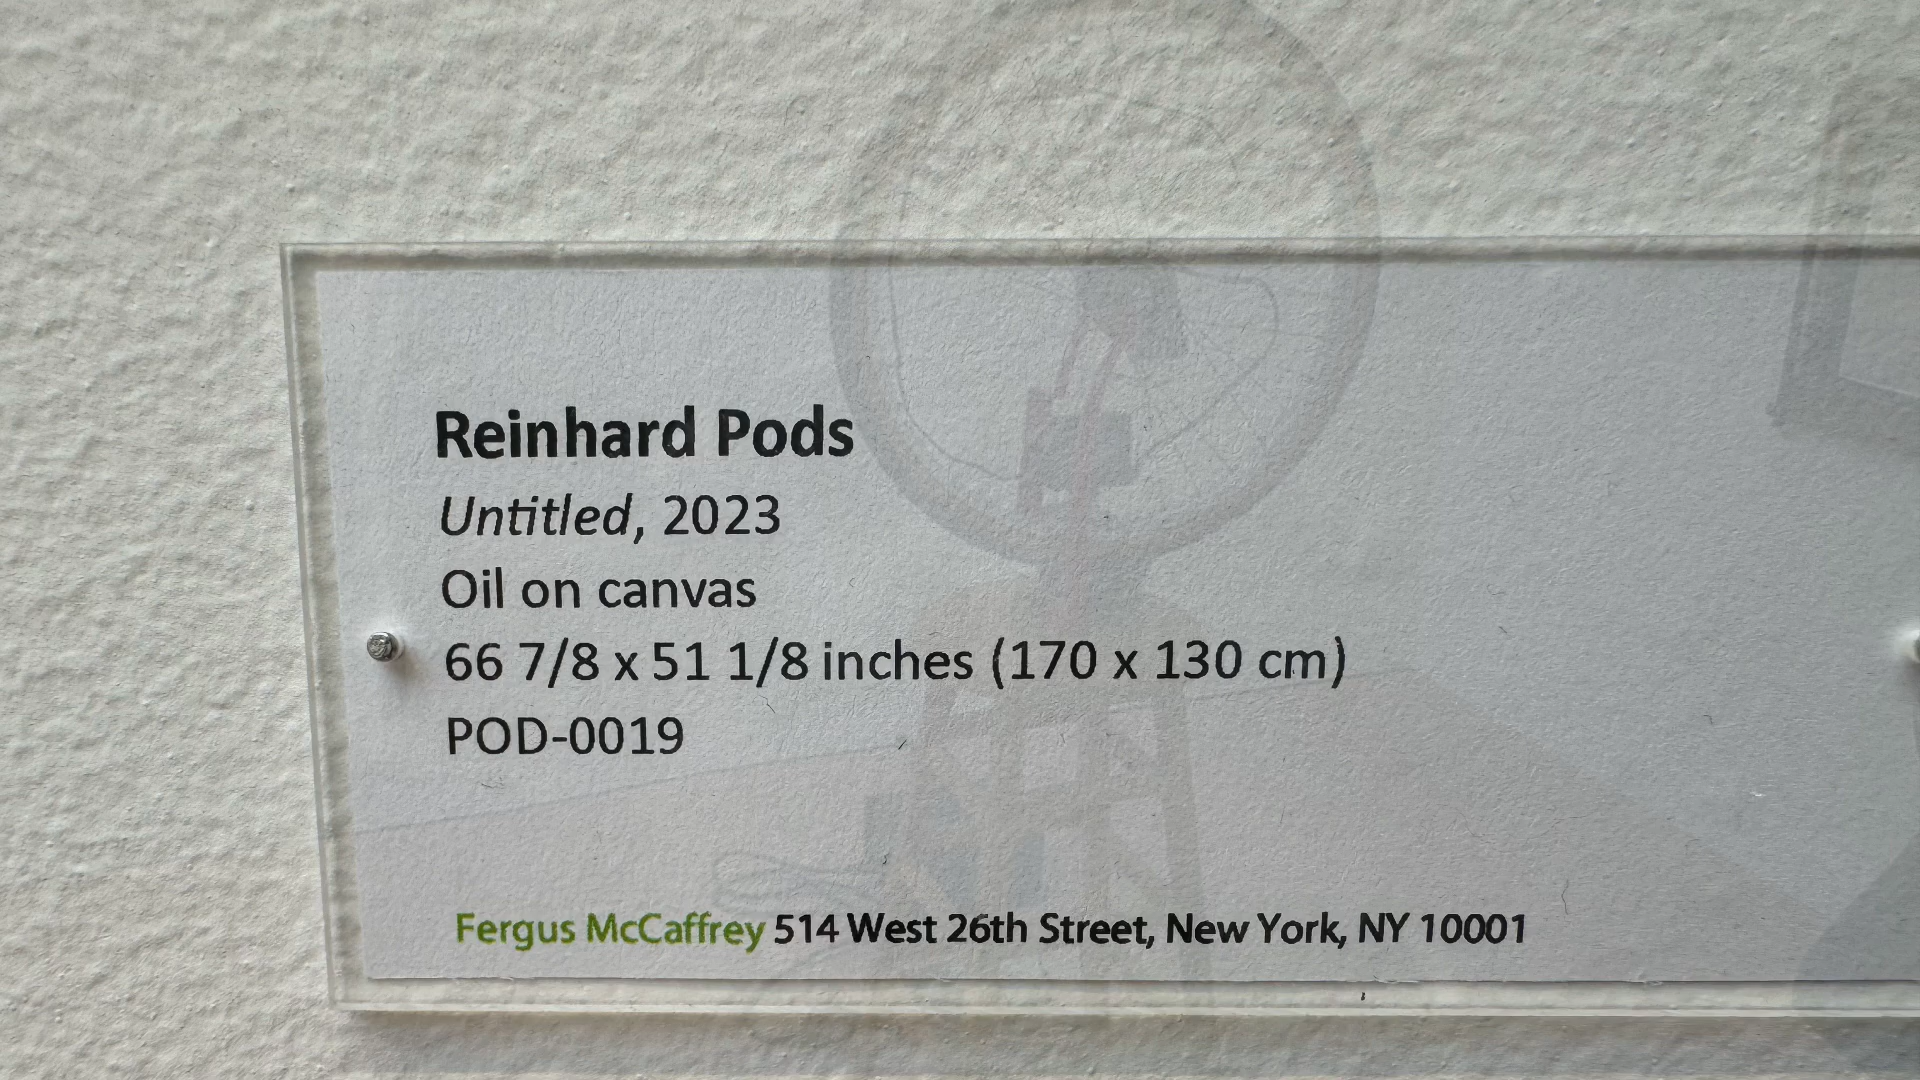 Reinhard Pods
Untitled, 2023
Oil on canvas
66 7/8 x 51 1/8 inches (170 x 130 cm)
POD-0019
Fergus McCaffrey 514 West 26th Street, New York, NY 10001